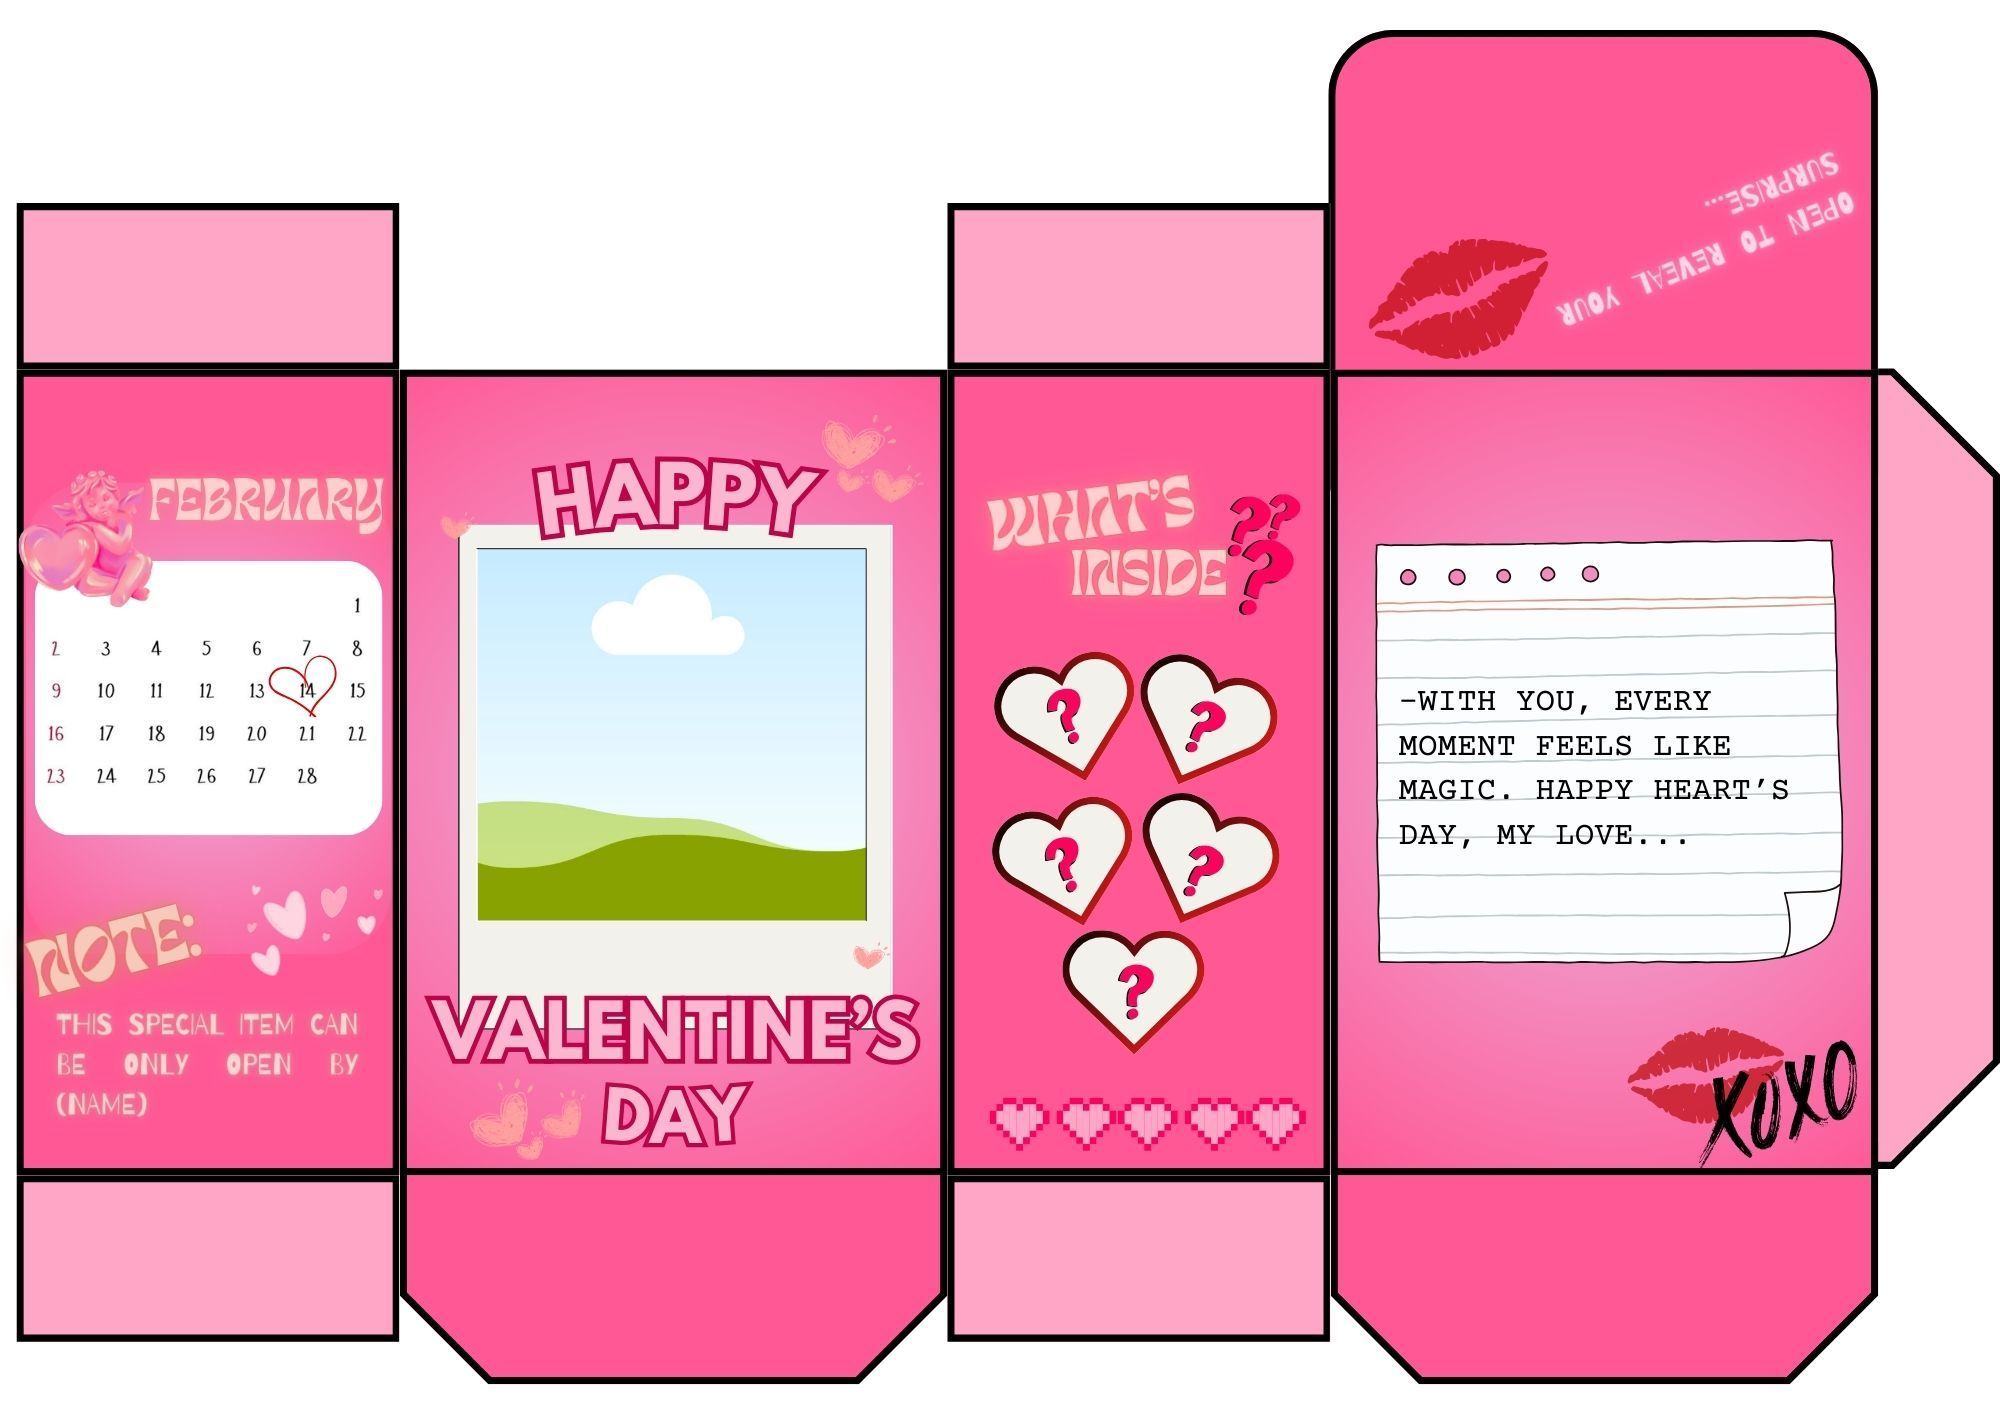 SURPRISE...
OPEN TO REVEAL YOUR
FEBRUARY
1
2 3 4 5 6 7 8
9 10 11 12 13 14 15
16 17 18 19 20 21 22
23 24 25 26 27 28
NOTE:
THIS SPECIAL ITEM CAN
BE ONLY OPEN BY
(NAME)
HAPPY
VALENTINE'S
DAY
WHAT'S
INSIDE
???
? ?
? ?
?
-WITH YOU, EVERY
MOMENT FEELS LIKE
MAGIC. HAPPY HEART'S
DAY, MY LOVE...
XOXO